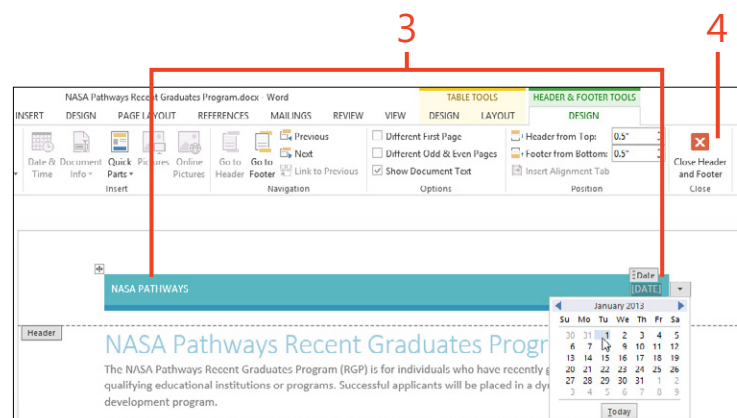 3 4
NASA Pathways Recent Graduates Program.docx - Word TABLE TOOLS HEADER & FOOTER TOOLS
INSERT DESIGN PAGE LAYOUT REFERENCES MAILINGS REVIEW VIEW DESIGN LAYOUT DESIGN
Previous Different First Page Header from Top: 0.5"
Next Different Odd & Even Pages Footer from Bottom: 0.5"
Link to Previous Show Document Text Insert Alignment Tab
Date & Document Quick Pictures Online Go to Go to Close Header
Time Info Parts Pictures Header Footer and Footer
Insert Navigation Options Position Close
Date
NASA PATHWAYS [DATE]
January 2013
Su Mo Tu We Th Fr Sa
30 31 1 2 3 4 5
6 7 9 10 11 12
13 14 15 16 17 18 19
20 21 22 23 24 25 26
27 28 29 30 31 1 2
3 4 5 6 7 8 9
Today
Header
NASA Pathways Recent Graduates Progr
The NASA Pathways Recent Graduates Program (RGP) is for individuals who have recently g
qualifying educational institutions or programs. Successful applicants will be placed in a dy
development program.